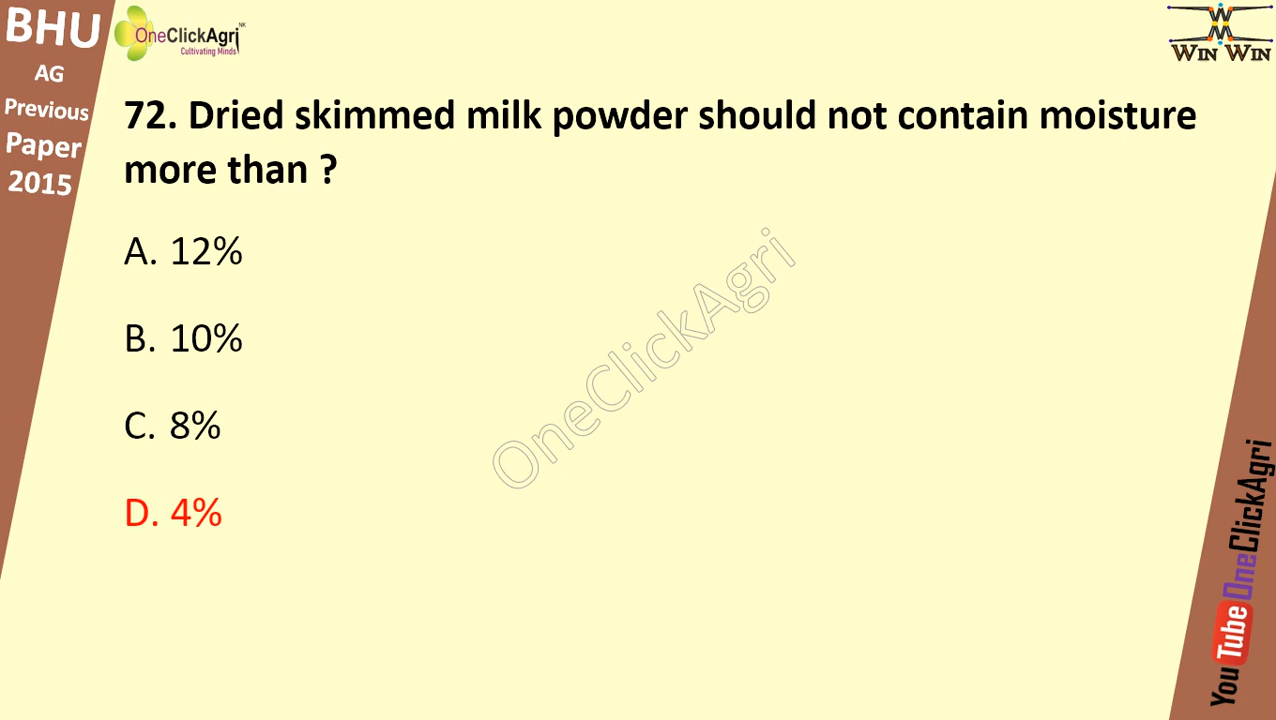 BHU
AG
Previous
Paper
2015
OneClickAgri NK
Cultivating Minds
WIN WIN
72. Dried skimmed milk powder should not contain moisture
more than ?
A. 12%
B. 10%
C. 8%
D. 4%
OneClickAgri
YouTube OneClickAgri